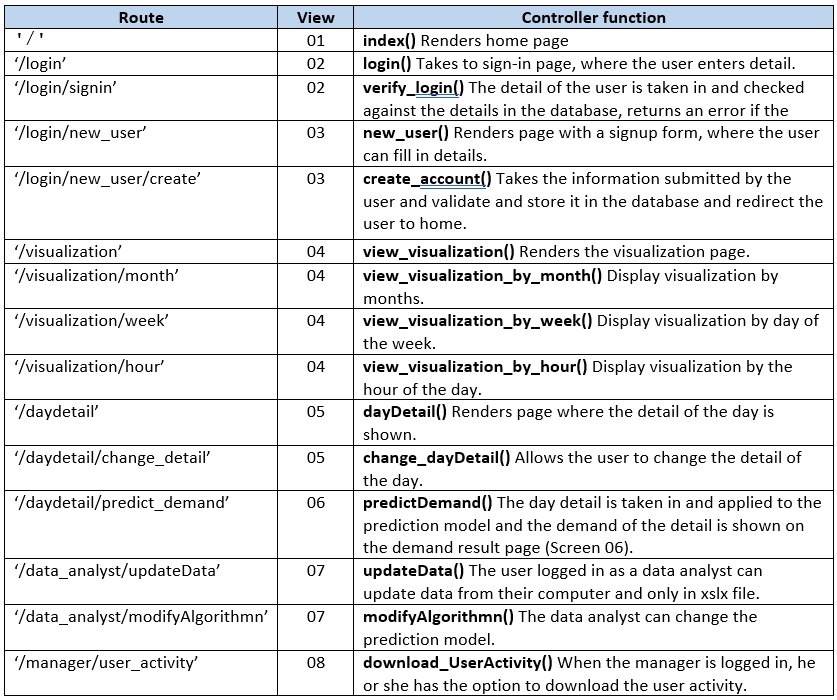 Route View Controller function
'/' 01 index() Renders home page
‘/login’ 02 login() Takes to sign-in page, where the user enters detail.
‘/login/signin’ 02 verify_login() The detail of the user is taken in and checked
against the details in the database, returns an error if the
‘/login/new_user’ 03 new_user() Renders page with a signup form, where the user
can fill in details.
‘/login/new_user/create’ 03 create_account() Takes the information submitted by the
user and validate and store it in the database and redirect the
user to home.
‘/visualization’ 04 view_visualization() Renders the visualization page.
‘/visualization/month’ 04 view_visualization_by_month() Display visualization by
months.
‘/visualization/week’ 04 view_visualization_by_week() Display visualization by day of
the week.
‘/visualization/hour’ 04 view_visualization_by_hour() Display visualization by the
hour of the day.
‘/daydetail’ 05 dayDetail() Renders page where the detail of the day is
shown.
‘/daydetail/change_detail’ 05 change_dayDetail() Allows the user to change the detail of
the day.
‘/daydetail/predict_demand’ 06 predictDemand() The day detail is taken in and applied to the
prediction model and the demand of the detail is shown on
the demand result page (Screen 06).
‘/data_analyst/updateData’ 07 updateData() The user logged in as a data analyst can
update data from their computer and only in xslx file.
‘/data_analyst/modifyAlgorithmn’ 07 modifyAlgorithmn() The data analyst can change the
prediction model.
‘/manager/user_activity’ 08 download_UserActivity() When the manager is logged in, he
or she has the option to download the user activity.